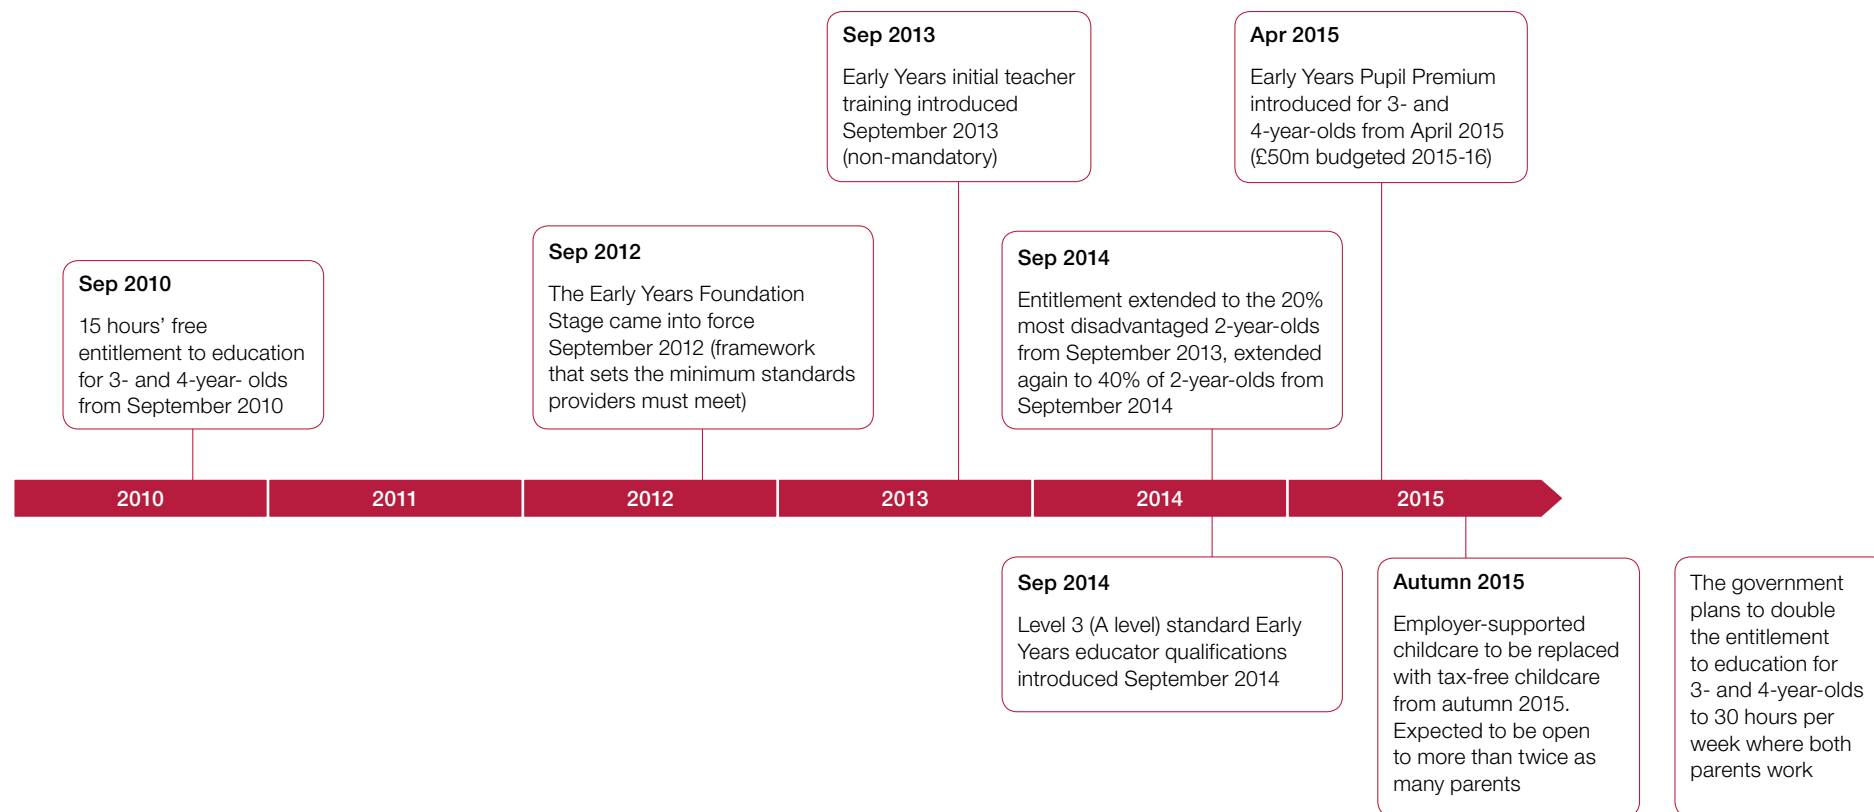 Sep 2013
Early Years initial teacher
training introduced
September 2013
(non-mandatory)
Apr 2015
Early Years Pupil Premium
introduced for 3- and
4-year-olds from April 2015
(£50m budgeted 2015-16)
Sep 2010
15 hours’ free
entitlement to education
for 3- and 4-year- olds
from September 2010
Sep 2012
The Early Years Foundation
Stage came into force
September 2012 (framework
that sets the minimum standards
providers must meet)
Sep 2014
Entitlement extended to the 20%
most disadvantaged 2-year-olds
from September 2013, extended
again to 40% of 2-year-olds from
September 2014
2010
2011
2012
2013
2014
2015
Sep 2014
Level 3 (A level) standard Early
Years educator qualifications
introduced September 2014
Autumn 2015
Employer-supported
childcare to be replaced
with tax-free childcare
from autumn 2015.
Expected to be open
to more than twice as
many parents
The government
plans to double
the entitlement
to education for
3- and 4-year-olds
to 30 hours per
week where both
parents work